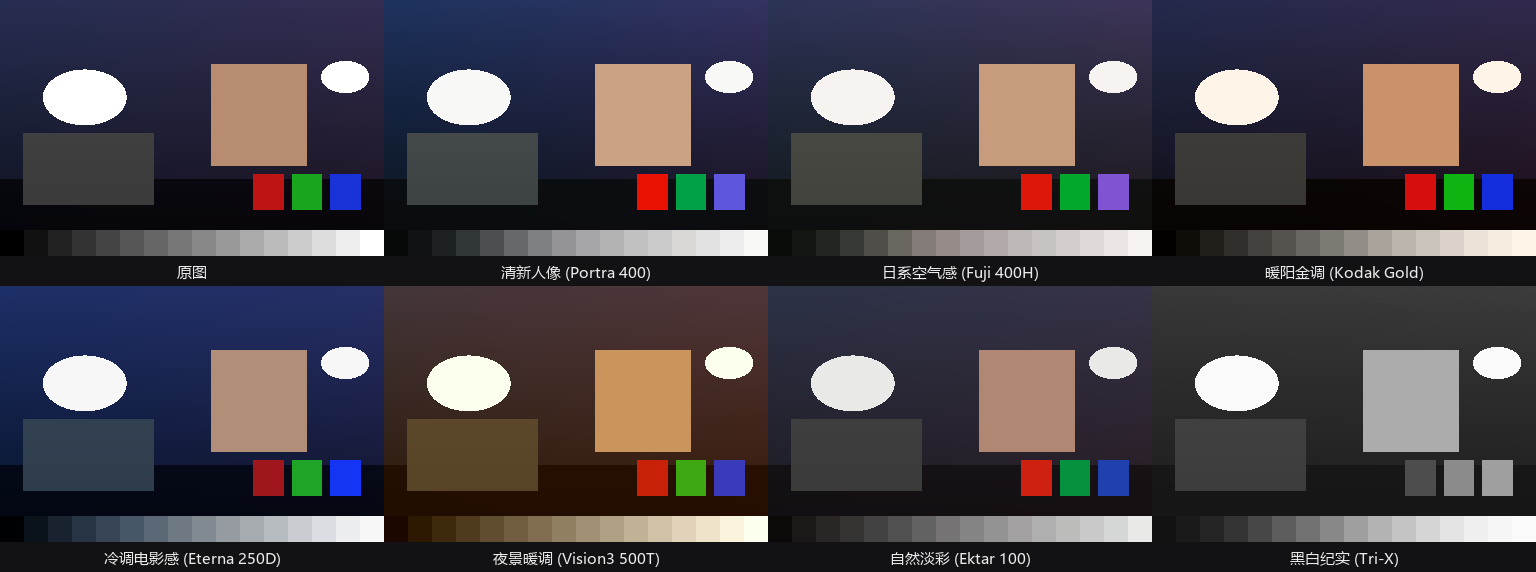 原图
清新人像 (Portra 400)
日系空气感 (Fuji 400H)
暖阳金调 (Kodak Gold)
冷调电影感 (Eterna 250D)
夜景暖调 (Vision3 500T)
自然淡彩 (Ektar 100)
黑白纪实 (Tri-X)